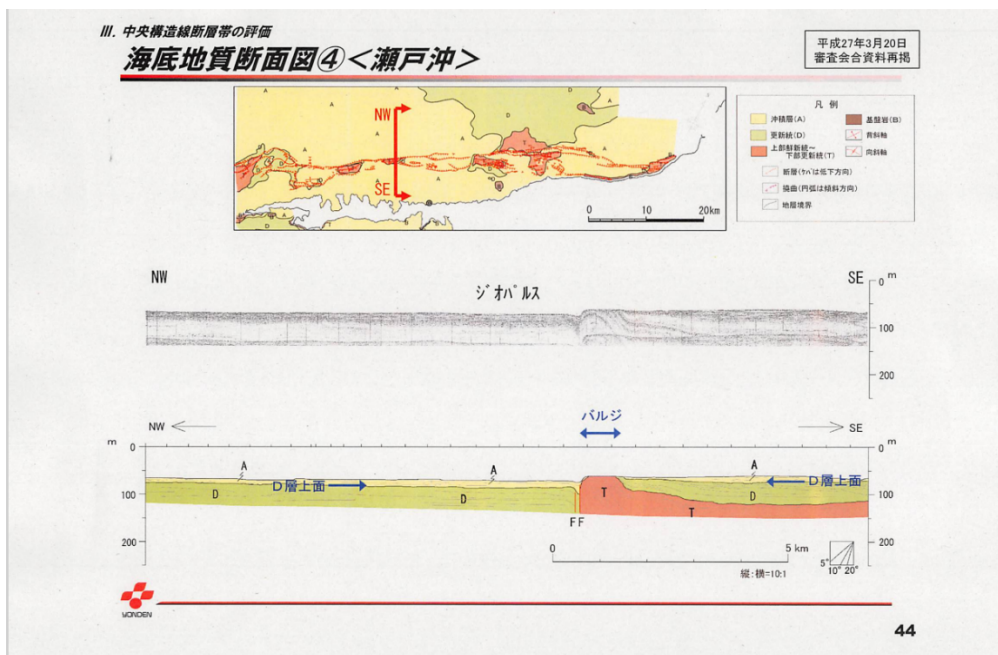 Ⅲ. 中央構造線断層帯の評価
海底地質断面図④<瀬戸沖>
平成27年3月20日
審査会合資料再掲
NW
SE
0 10 20km
凡 例
沖積層(A)
更新統(D)
上部鮮新統~
下部更新統(T)
断層(ケバは低下方向)
撓曲(円弧は傾斜方向)
地層境界
基盤岩(B)
背斜軸
向斜軸
NW
ジオパルス
SE
0 m
100
200
バルジ
NW
SE
m
0
100
200
0 m
100
200
A
A
A
D層上面
D層上面
D
D
D
T
T
FF
0 5 km
縦:横=10:1
5°
10° 20°
YONDEN
44